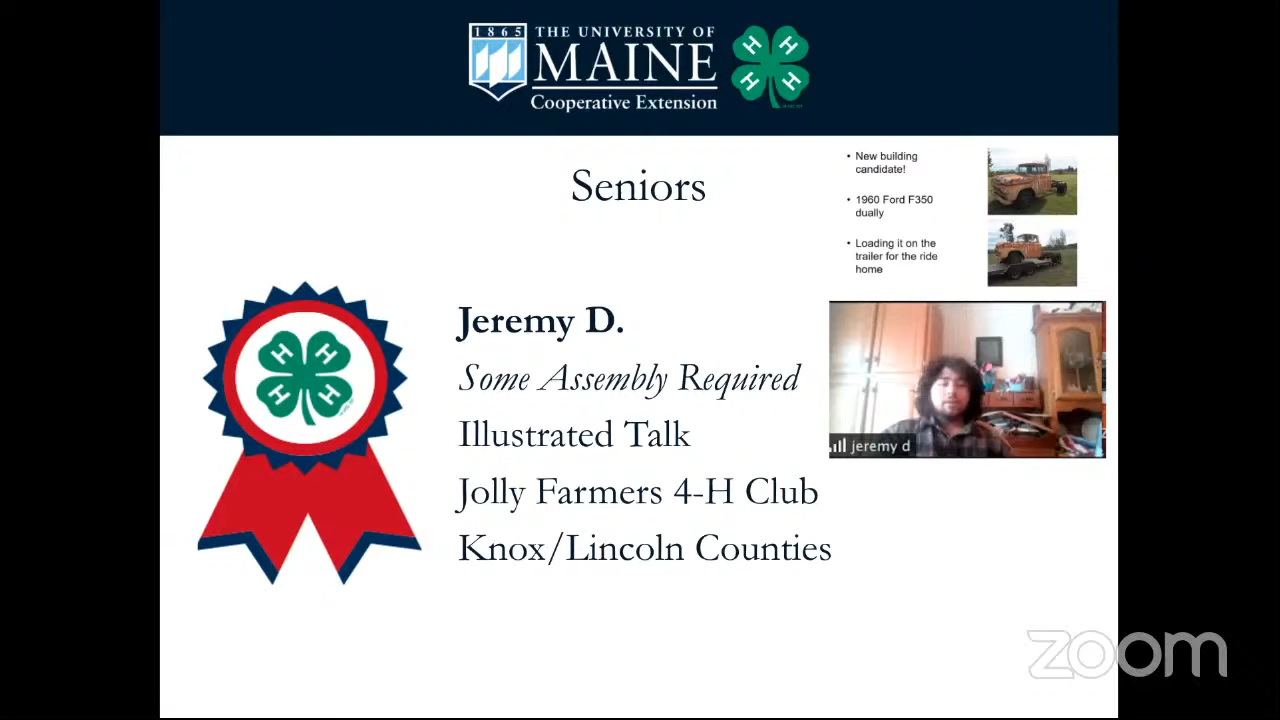 1865
THE UNIVERSITY OF
MAINE
Cooperative Extension
H H
H H
Seniors
• New building
candidate!
• 1960 Ford F350
dually
• Loading it on the
trailer for the ride
home
H H
H H
Jeremy D.
Some Assembly Required
Illustrated Talk
Jolly Farmers 4-H Club
Knox/Lincoln Counties
jeremy d
zoom